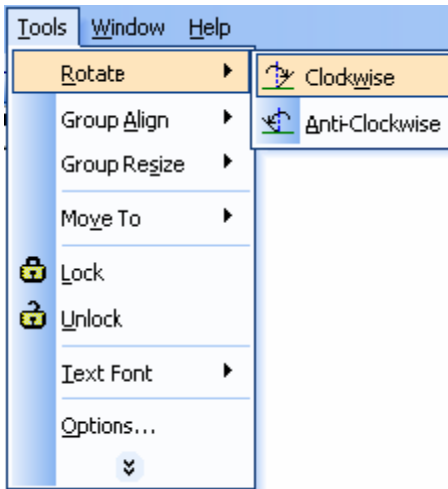 Tools Window Help
Rotate
Clockwise
Anti-Clockwise
Group Align
Group Resize
Move To
Lock
Unlock
Text Font
Options...